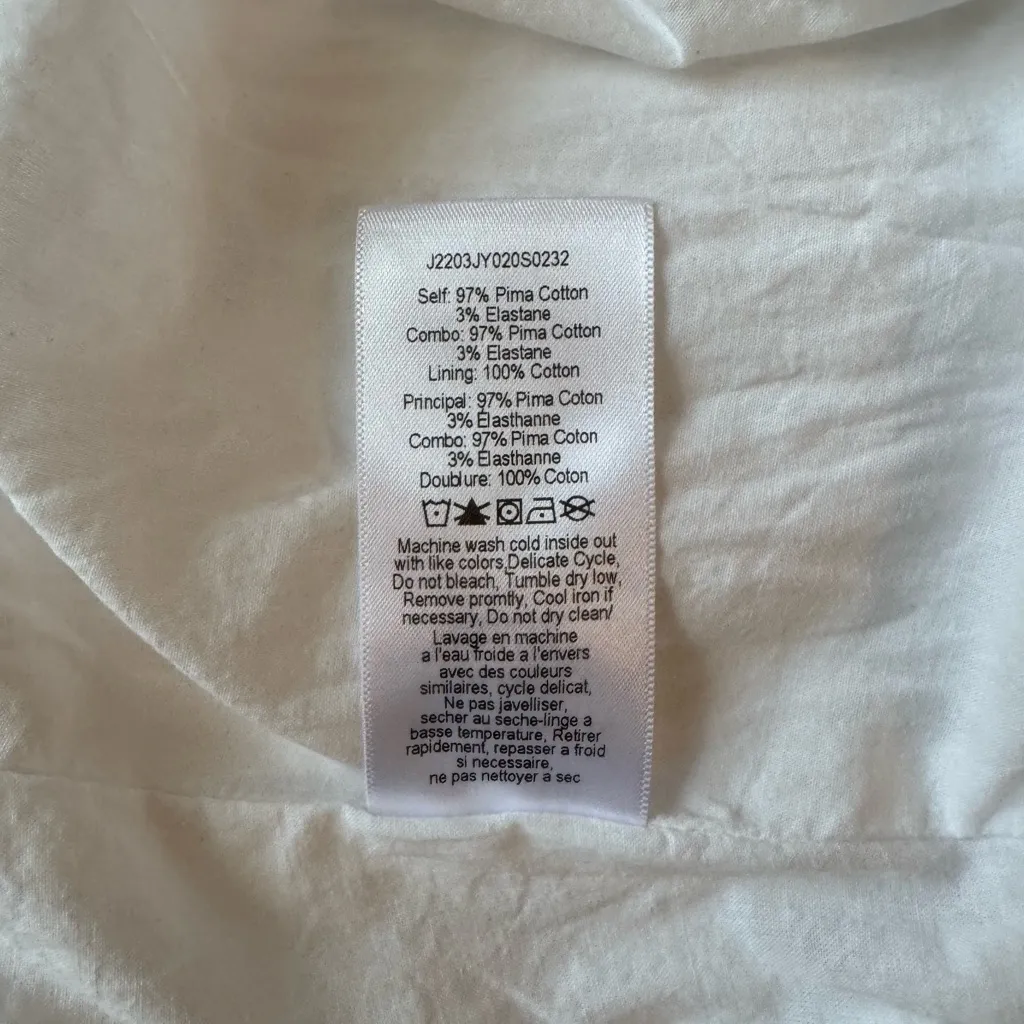 J2203JY020S0232
Self: 97% Pima Cotton
3% Elastane
Combo: 97% Pima Cotton
3% Elastane
Lining: 100% Cotton
Principal: 97% Pima Coton
3% Élasthanne
Combo: 97% Pima Coton
3% Élasthanne
Doublure: 100% Coton
Machine wash cold inside out
with like colors,Delicate Cycle,
Do not bleach, Tumble dry low,
Remove promtly, Cool iron if
necessary, Do not dry clean/
Lavage en machine
a l'eau froide a l'envers
avec des couleurs
similaires, cycle delicat,
Ne pas javelliser,
secher au seche-linge a
basse temperature, Retirer
rapidement, repasser a froid
si necessaire,
ne pas nettoyer a sec